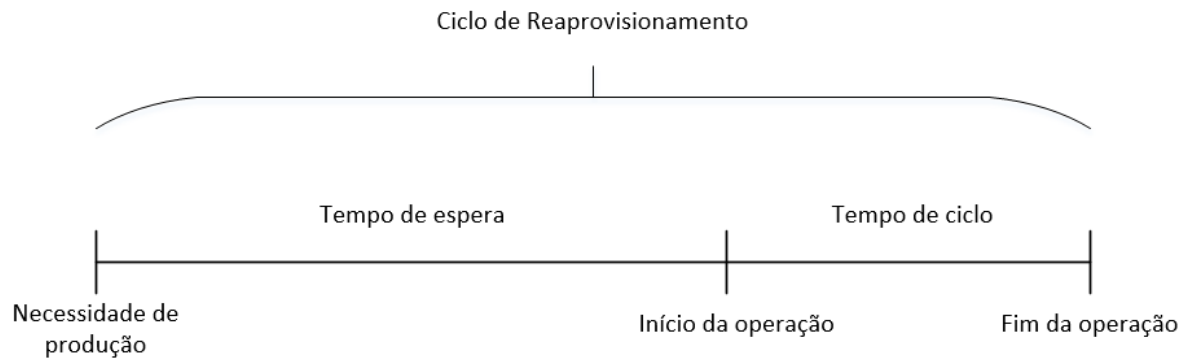 Ciclo de Reaprovisionamento
Tempo de espera
Tempo de ciclo
Necessidade de
produção
Início da operação
Fim da operação